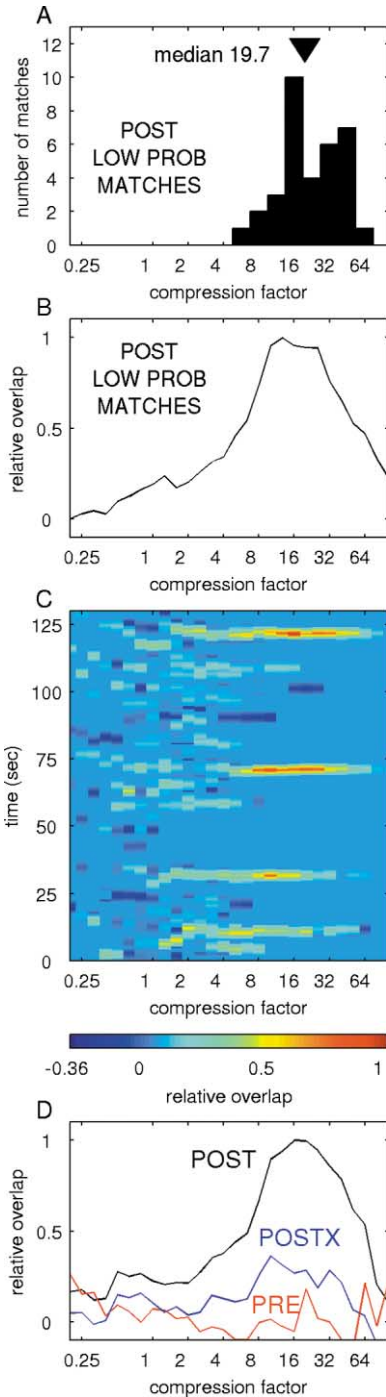 A
number of matches
12
10
8
6
4
2
0
median 19.7
POST
LOW PROB
MATCHES
0.25 1 2 4 8 16 32 64
compression factor
B
relative overlap
1
0.5
0
POST
LOW PROB
MATCHES
0.25 1 2 4 8 16 32 64
compression factor
C
time (sec)
125
100
75
50
25
0
0.25 1 2 4 8 16 32 64
compression factor
-0.36 0 0.5 1
relative overlap
D
relative overlap
1
0.5
0
POST
POSTX
PRE
0.25 1 2 4 8 16 32 64
compression factor